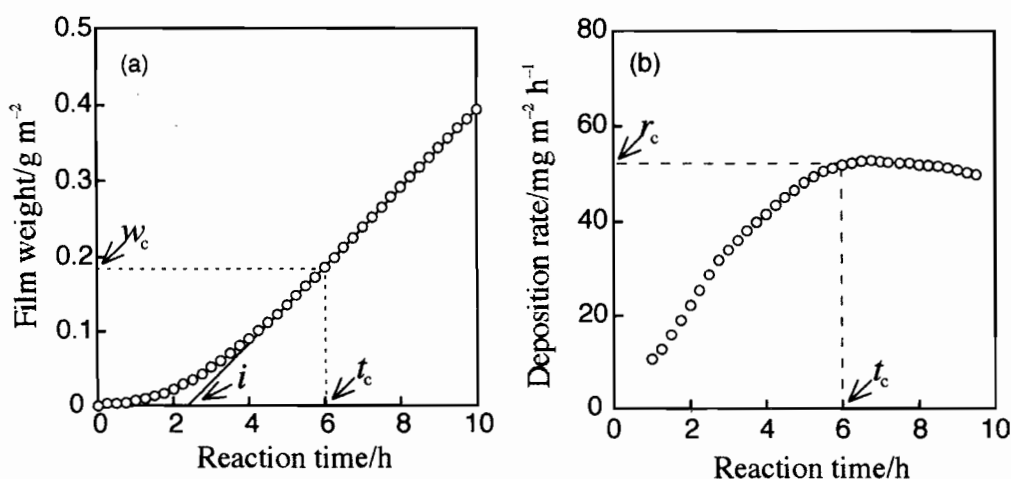 (a)
Film weight/g m⁻²
0.5
0.4
0.3
0.2
0.1
0
w_c
i
t_c
0 2 4 6 8 10
Reaction time/h
(b)
Deposition rate/mg m⁻² h⁻¹
80
60
40
20
0
r_c
t_c
0 2 4 6 8 10
Reaction time/h